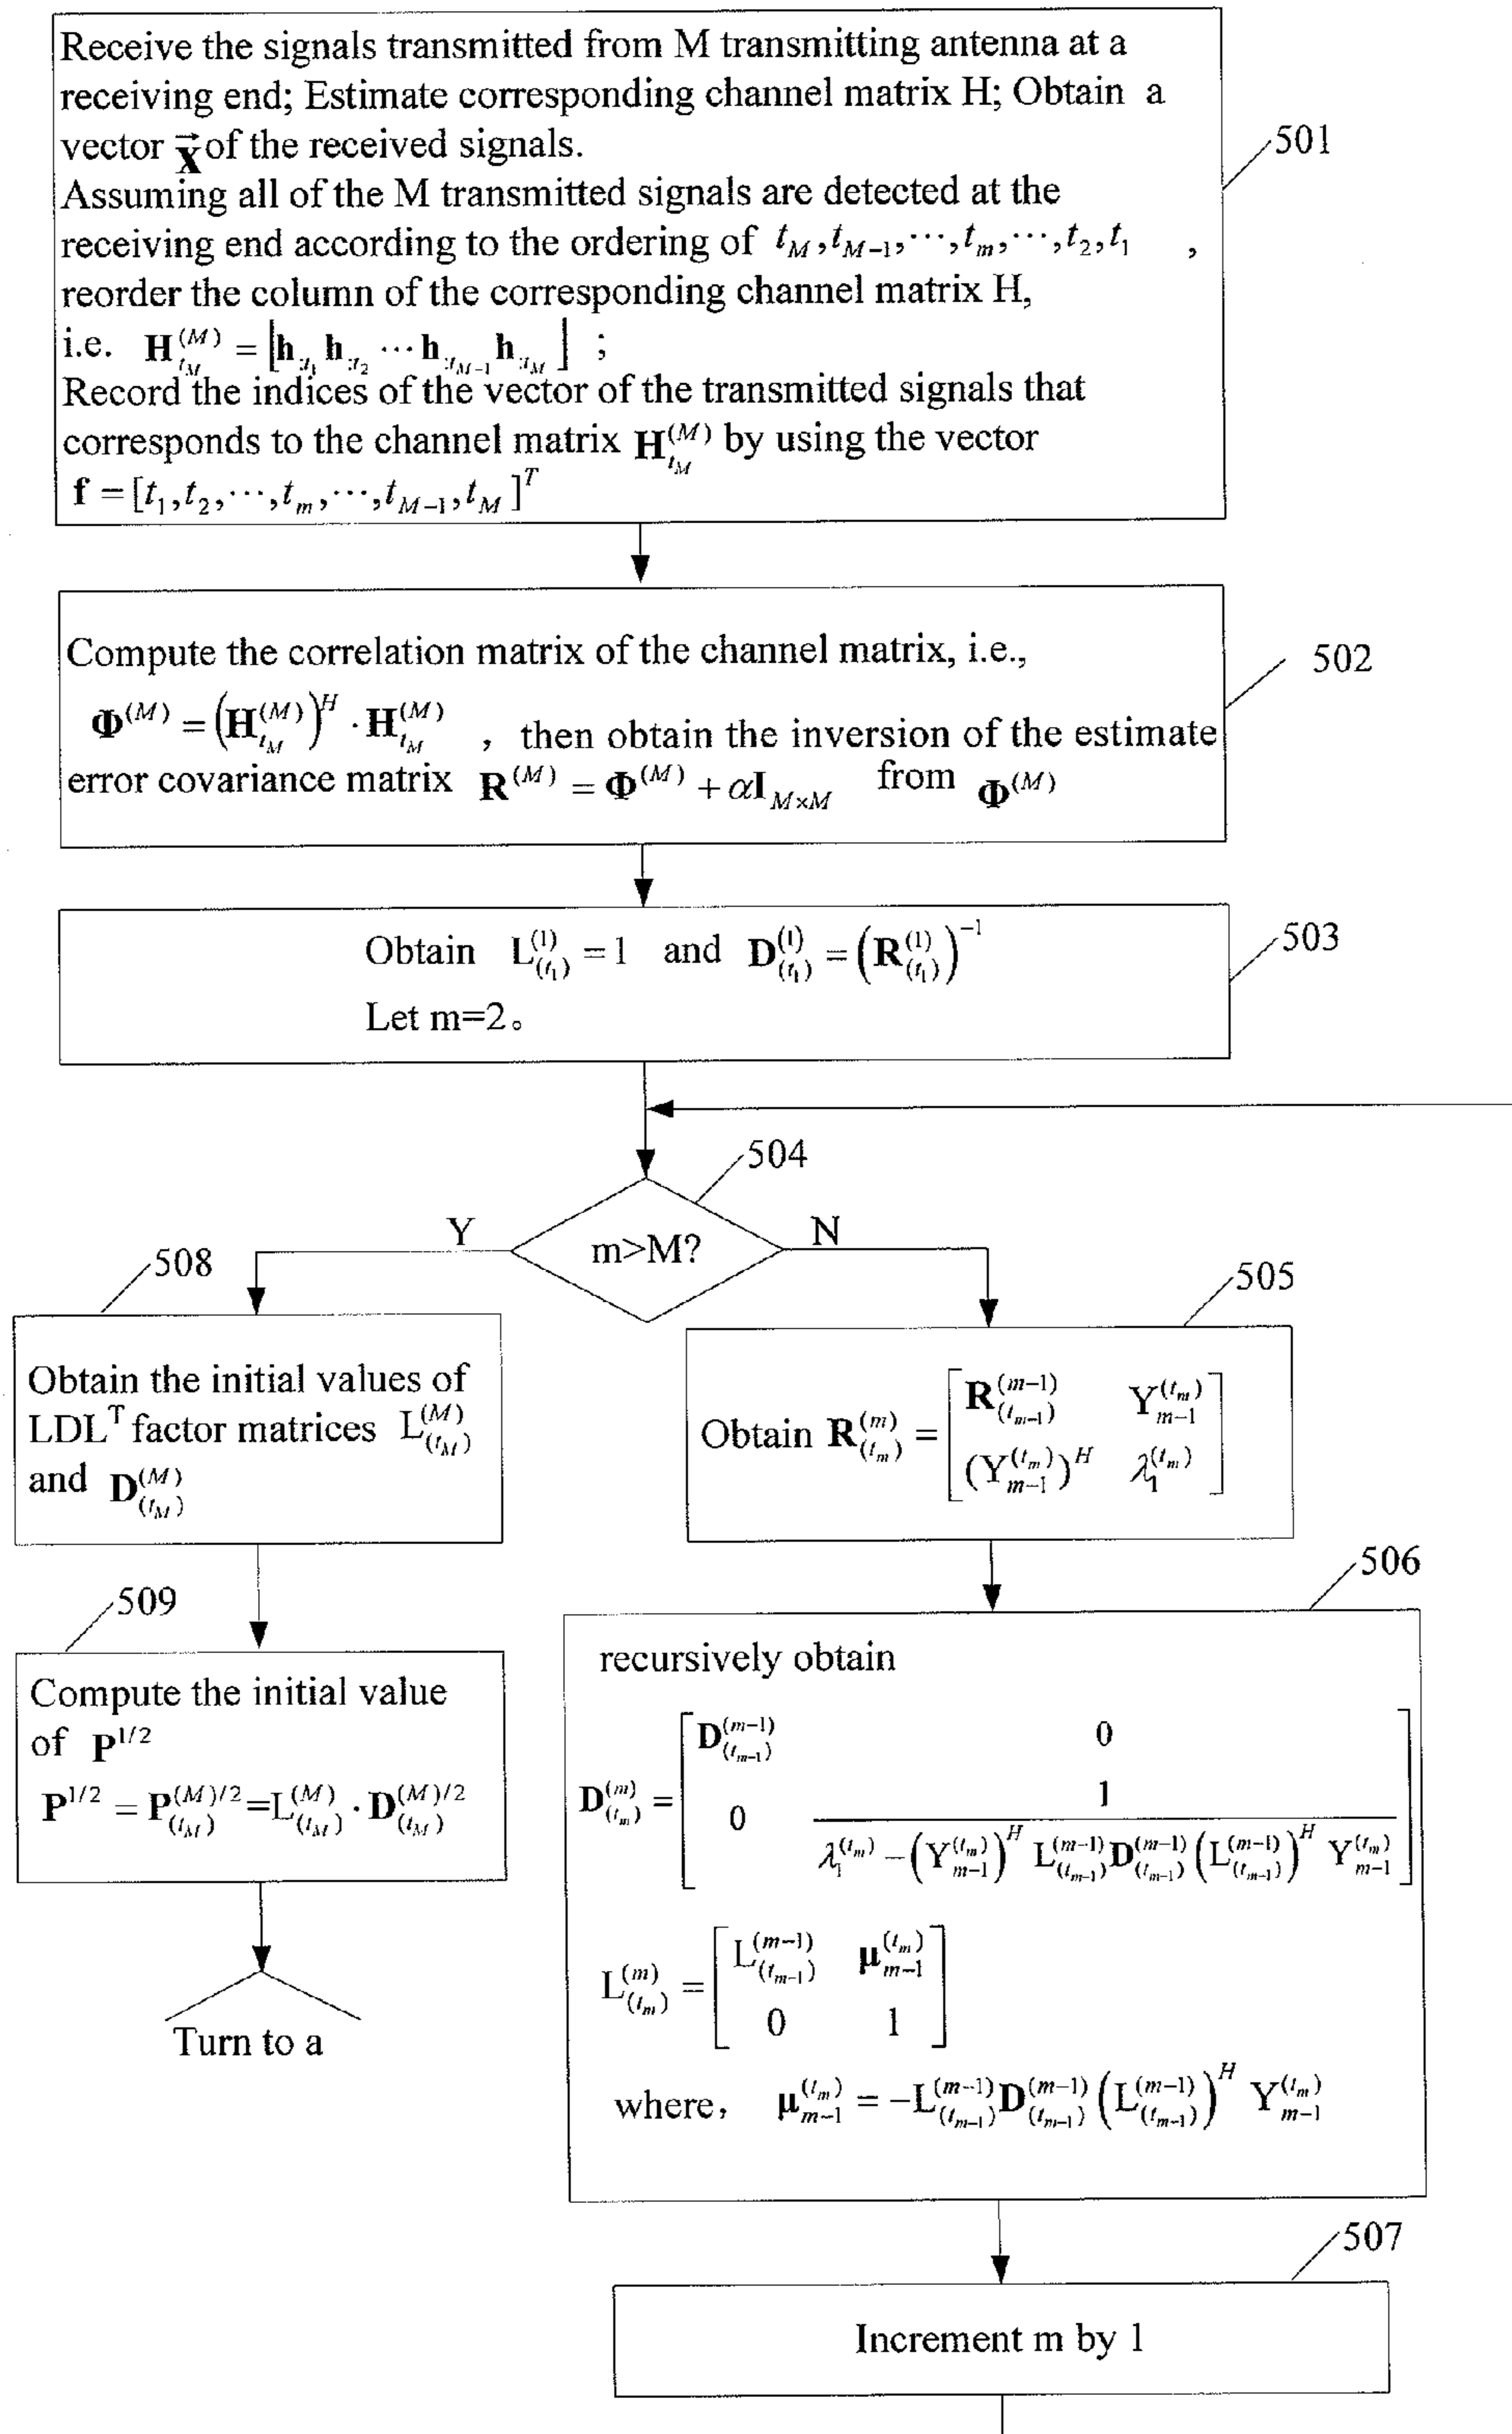 Receive the signals transmitted from M transmitting antenna at a
receiving end; Estimate corresponding channel matrix H; Obtain a
vector x⃗ of the received signals.
501
Assuming all of the M transmitted signals are detected at the
receiving end according to the ordering of t_M, t_{M-1}, ⋯, t_m, ⋯, t_2, t_1 ,
reorder the column of the corresponding channel matrix H,
i.e. H_{t_M}^{(M)} = ⌊h_{:t_1} h_{:t_2} ⋯ h_{:t_{M-1}} h_{:t_M}⌋ ;
Record the indices of the vector of the transmitted signals that
corresponds to the channel matrix H_{t_M}^{(M)} by using the vector
f = [t_1, t_2, ⋯, t_m, ⋯, t_{M-1}, t_M]^T
Compute the correlation matrix of the channel matrix, i.e.,
502
Φ^{(M)} = (H_{t_M}^{(M)})^H · H_{t_M}^{(M)} , then obtain the inversion of the estimate
error covariance matrix R^{(M)} = Φ^{(M)} + αI_{M×M} from Φ^{(M)}
Obtain L_{(t_1)}^{(1)} = 1 and D_{(t_1)}^{(1)} = (R_{(t_1)}^{(1)})^{-1}
503
Let m=2。
504
Y
m>M?
N
508
Obtain the initial values of
LDL^T factor matrices L_{(t_M)}^{(M)}
and D_{(t_M)}^{(M)}
505
Obtain R_{(t_m)}^{(m)} = [R_{(t_{m-1})}^{(m-1)} Y_{m-1}^{(t_m)}
(Y_{m-1}^{(t_m)})^H λ_1^{(t_m)}]
509
Compute the initial value
of P^{1/2}
P^{1/2} = P_{(t_M)}^{(M)/2} = L_{(t_M)}^{(M)} · D_{(t_M)}^{(M)/2}
Turn to a
506
recursively obtain
D_{(t_m)}^{(m)} = [D_{(t_{m-1})}^{(m-1)} 0
0 1 / (λ_1^{(t_m)} − (Y_{m-1}^{(t_m)})^H L_{(t_{m-1})}^{(m-1)} D_{(t_{m-1})}^{(m-1)} (L_{(t_{m-1})}^{(m-1)})^H Y_{m-1}^{(t_m)})]
L_{(t_m)}^{(m)} = [L_{(t_{m-1})}^{(m-1)} μ_{m-1}^{(t_m)}
0 1]
where, μ_{m-1}^{(t_m)} = −L_{(t_{m-1})}^{(m-1)} D_{(t_{m-1})}^{(m-1)} (L_{(t_{m-1})}^{(m-1)})^H Y_{m-1}^{(t_m)}
507
Increment m by 1